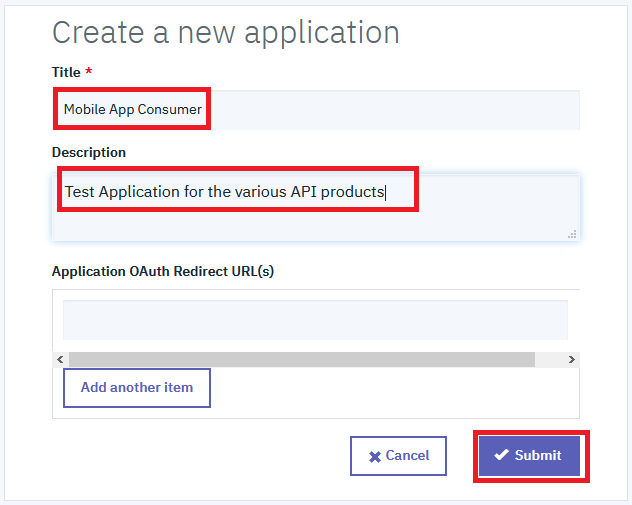 Create a new application
Title *
Mobile App Consumer
Description
Test Application for the various API products
Application OAuth Redirect URL(s)
Add another item
Cancel
Submit